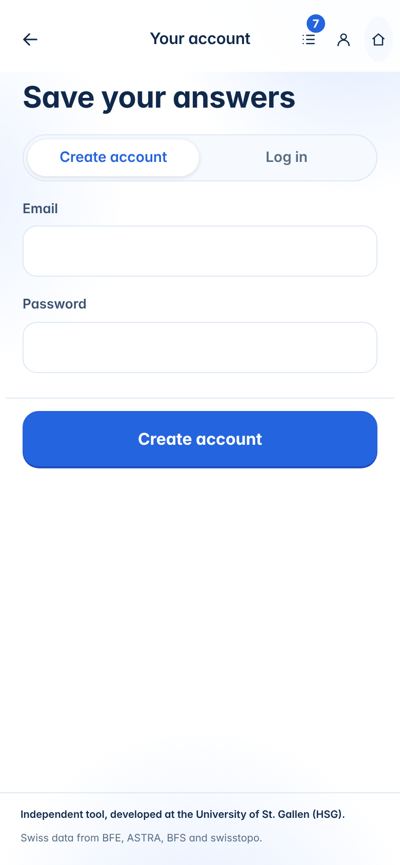 Your account
7
Save your answers
Create account
Log in
Email
Password
Create account
Independent tool, developed at the University of St. Gallen (HSG).
Swiss data from BFE, ASTRA, BFS and swisstopo.